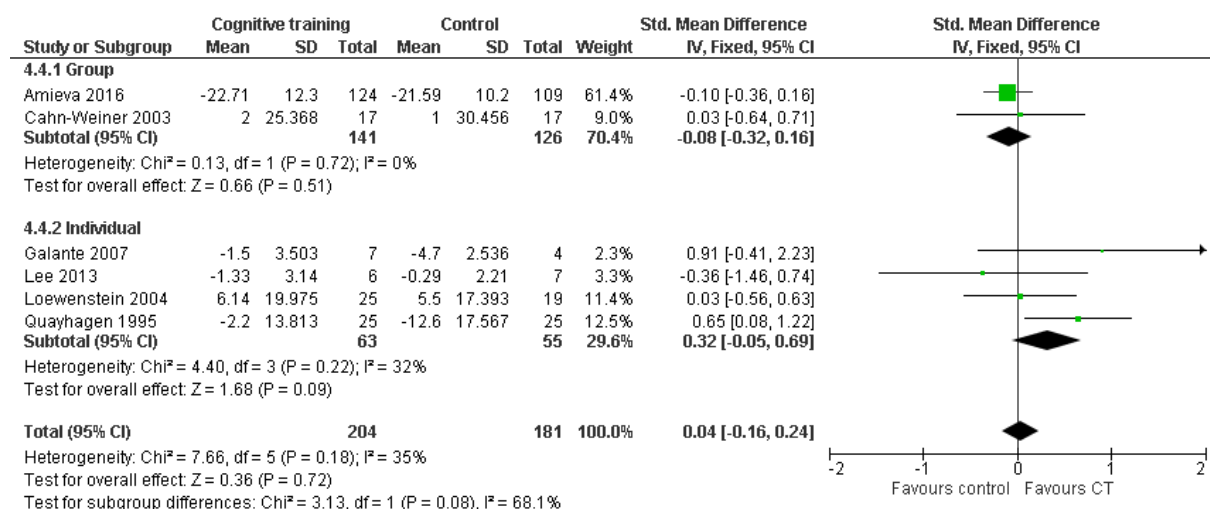 Cognitive training Control Std. Mean Difference Std. Mean Difference
Study or Subgroup Mean SD Total Mean SD Total Weight IV, Fixed, 95% CI IV, Fixed, 95% CI
4.4.1 Group
Amieva 2016 -22.71 12.3 124 -21.59 10.2 109 61.4% -0.10 [-0.36, 0.16]
Cahn-Weiner 2003 2 25.368 17 1 30.456 17 9.0% 0.03 [-0.64, 0.71]
Subtotal (95% CI) 141 126 70.4% -0.08 [-0.32, 0.16]
Heterogeneity: Chi² = 0.13, df = 1 (P = 0.72); I² = 0%
Test for overall effect: Z = 0.66 (P = 0.51)
4.4.2 Individual
Galante 2007 -1.5 3.503 7 -4.7 2.536 4 2.3% 0.91 [-0.41, 2.23]
Lee 2013 -1.33 3.14 6 -0.29 2.21 7 3.3% -0.36 [-1.46, 0.74]
Loewenstein 2004 6.14 19.975 25 5.5 17.393 19 11.4% 0.03 [-0.56, 0.63]
Quayhagen 1995 -2.2 13.813 25 -12.6 17.567 25 12.5% 0.65 [0.08, 1.22]
Subtotal (95% CI) 63 55 29.6% 0.32 [-0.05, 0.69]
Heterogeneity: Chi² = 4.40, df = 3 (P = 0.22); I² = 32%
Test for overall effect: Z = 1.68 (P = 0.09)
Total (95% CI) 204 181 100.0% 0.04 [-0.16, 0.24]
Heterogeneity: Chi² = 7.66, df = 5 (P = 0.18); I² = 35%
Test for overall effect: Z = 0.36 (P = 0.72)
Test for subgroup differences: Chi² = 3.13, df = 1 (P = 0.08), I² = 68.1%
-2 -1 0 1 2
Favours control Favours CT